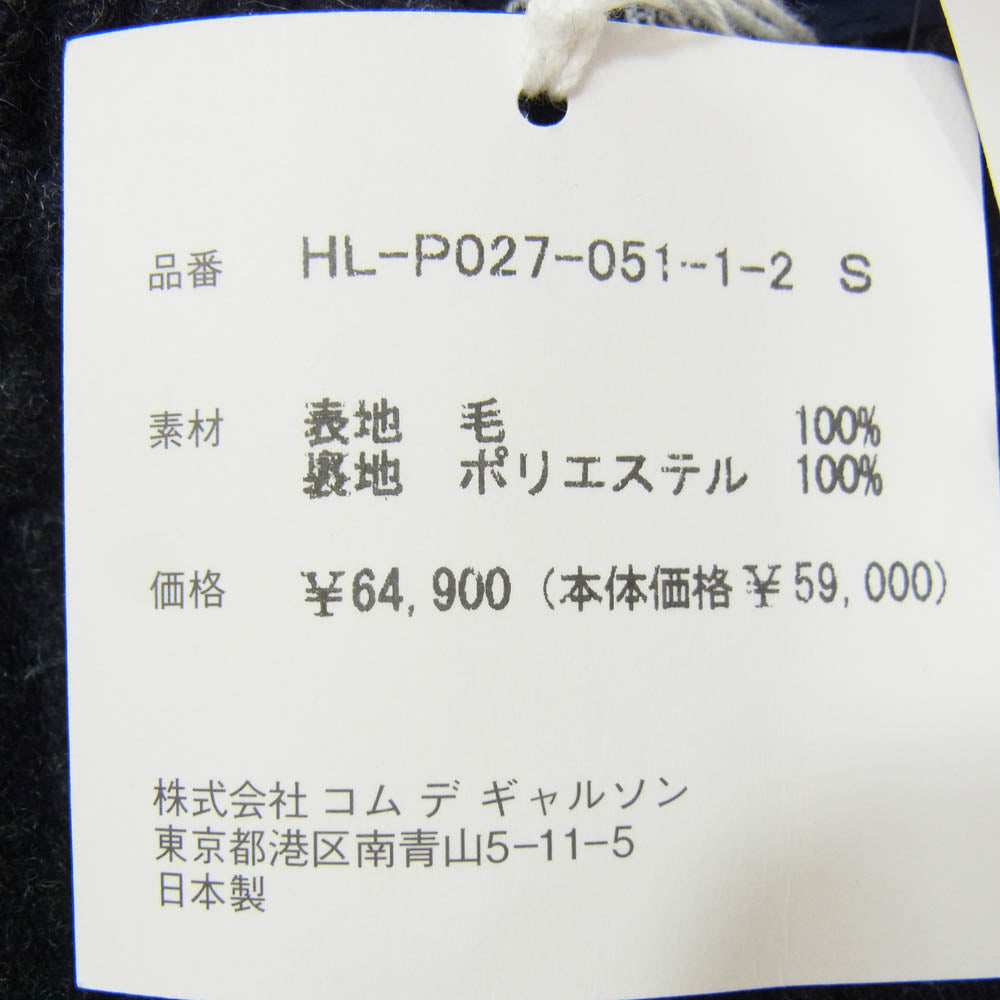 品番 HL-P027-051-1-2 S
素材 表地 毛 100%
裏地 ポリエステル 100%
価格 ¥64,900 (本体価格¥59,000)
株式会社 コム デ ギャルソン
東京都港区南青山5-11-5
日本製